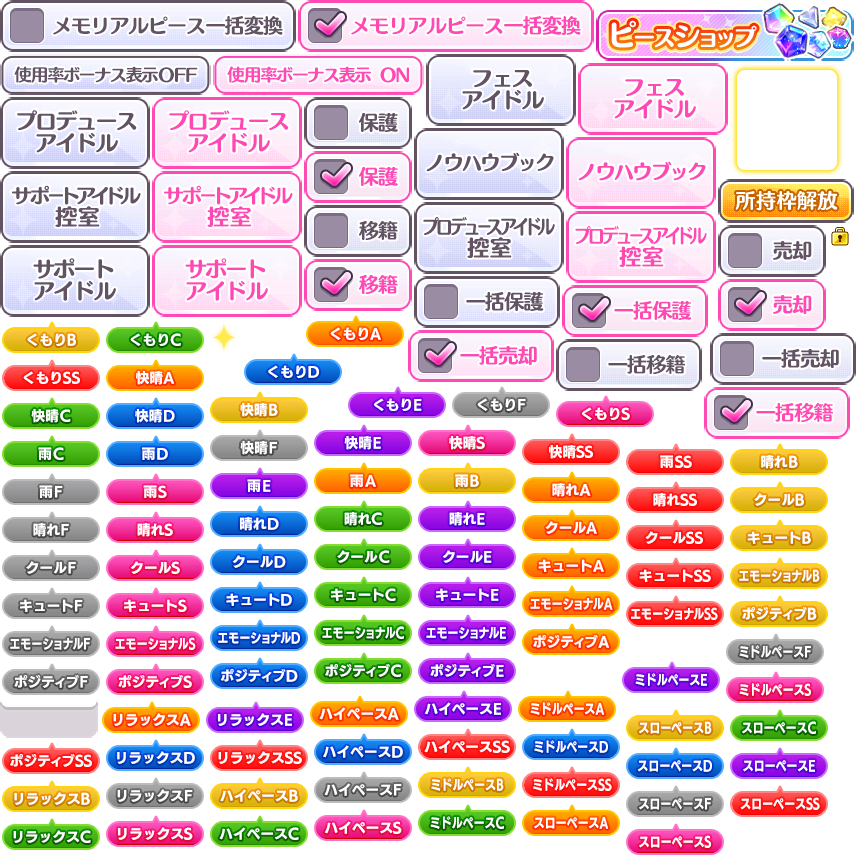 メモリアルピース一括変換
メモリアルピース一括変換
ピースショップ
使用率ボーナス表示OFF
使用率ボーナス表示 ON
フェス
アイドル
フェス
アイドル
プロデュース
アイドル
プロデュース
アイドル
保護
ノウハウブック
ノウハウブック
保護
サポートアイドル
控室
サポートアイドル
控室
所持枠解放
移籍
プロデュースアイドル
控室
プロデュースアイドル
控室
売却
サポート
アイドル
サポート
アイドル
移籍
一括保護
一括保護
売却
くもりB
くもりC
くもりA
一括売却
一括移籍
一括売却
くもりSS
快晴A
くもりD
快晴C
快晴D
快晴B
くもりE
くもりF
くもりS
一括移籍
雨C
雨D
快晴F
快晴E
快晴S
快晴SS
雨SS
晴れB
雨F
雨S
雨E
雨A
雨B
晴れA
晴れSS
クールB
晴れF
晴れS
晴れD
晴れC
晴れE
クールA
クールSS
キュートB
クールF
クールS
クールD
クールC
クールE
キュートA
キュートSS
エモーショナルB
キュートF
キュートS
キュートD
キュートC
キュートE
エモーショナルA
エモーショナルSS
ポジティブB
エモーショナルF
エモーショナルS
エモーショナルD
エモーショナルC
エモーショナルE
ポジティブA
ミドルペースF
ポジティブF
ポジティブS
ポジティブD
ポジティブC
ポジティブE
ミドルペースE
ミドルペースS
リラックスA
リラックスE
ハイペースA
ハイペースE
ミドルペースA
スローペースB
スローペースC
ポジティブSS
リラックスD
リラックスSS
ハイペースD
ハイペースSS
ミドルペースD
スローペースD
スローペースE
リラックスB
リラックスF
ハイペースB
ハイペースF
ミドルペースB
ミドルペースSS
スローペースF
スローペースSS
リラックスC
リラックスS
ハイペースC
ハイペースS
ミドルペースC
スローペースA
スローペースS